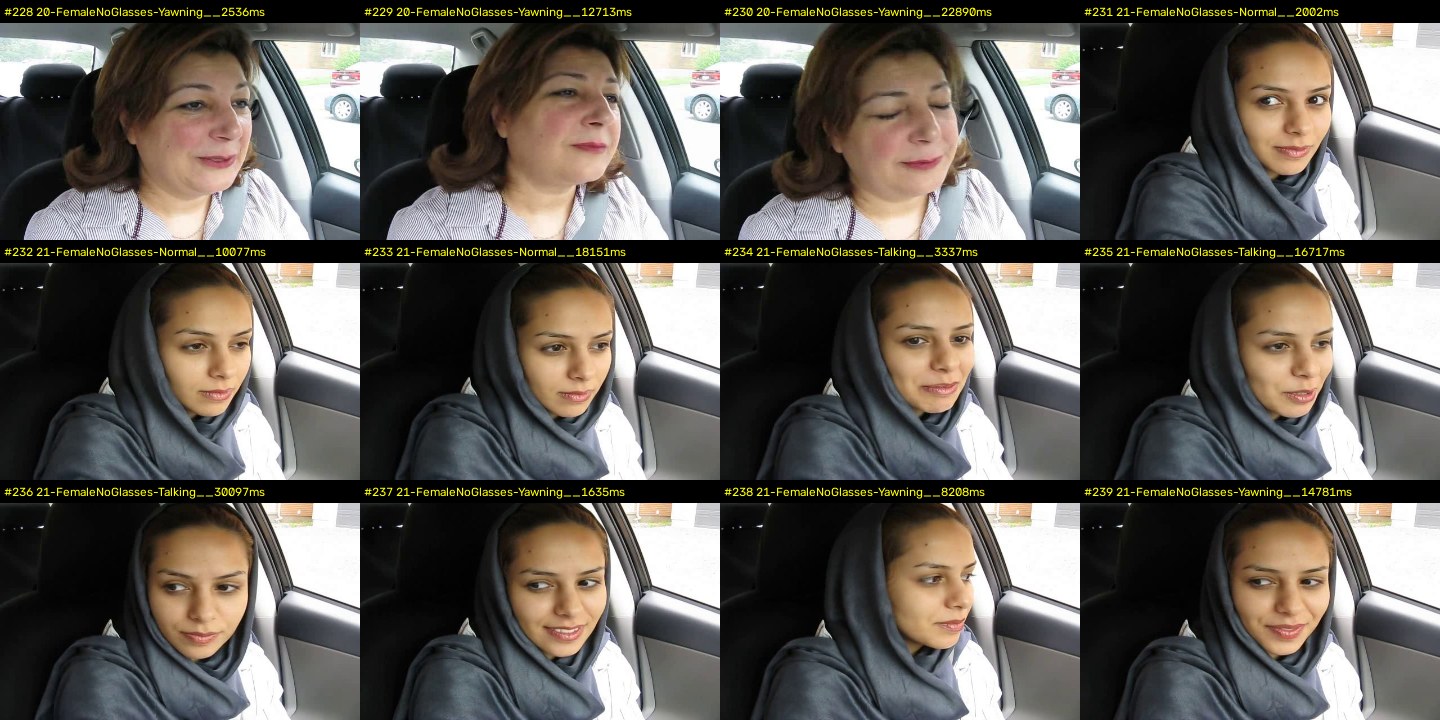 #228 20-FemaleNoGlasses-Yawning__2536ms
#229 20-FemaleNoGlasses-Yawning__12713ms
#230 20-FemaleNoGlasses-Yawning__22890ms
#231 21-FemaleNoGlasses-Normal__2002ms
#232 21-FemaleNoGlasses-Normal__10077ms
#233 21-FemaleNoGlasses-Normal__18151ms
#234 21-FemaleNoGlasses-Talking__3337ms
#235 21-FemaleNoGlasses-Talking__16717ms
#236 21-FemaleNoGlasses-Talking__30097ms
#237 21-FemaleNoGlasses-Yawning__1635ms
#238 21-FemaleNoGlasses-Yawning__8208ms
#239 21-FemaleNoGlasses-Yawning__14781ms